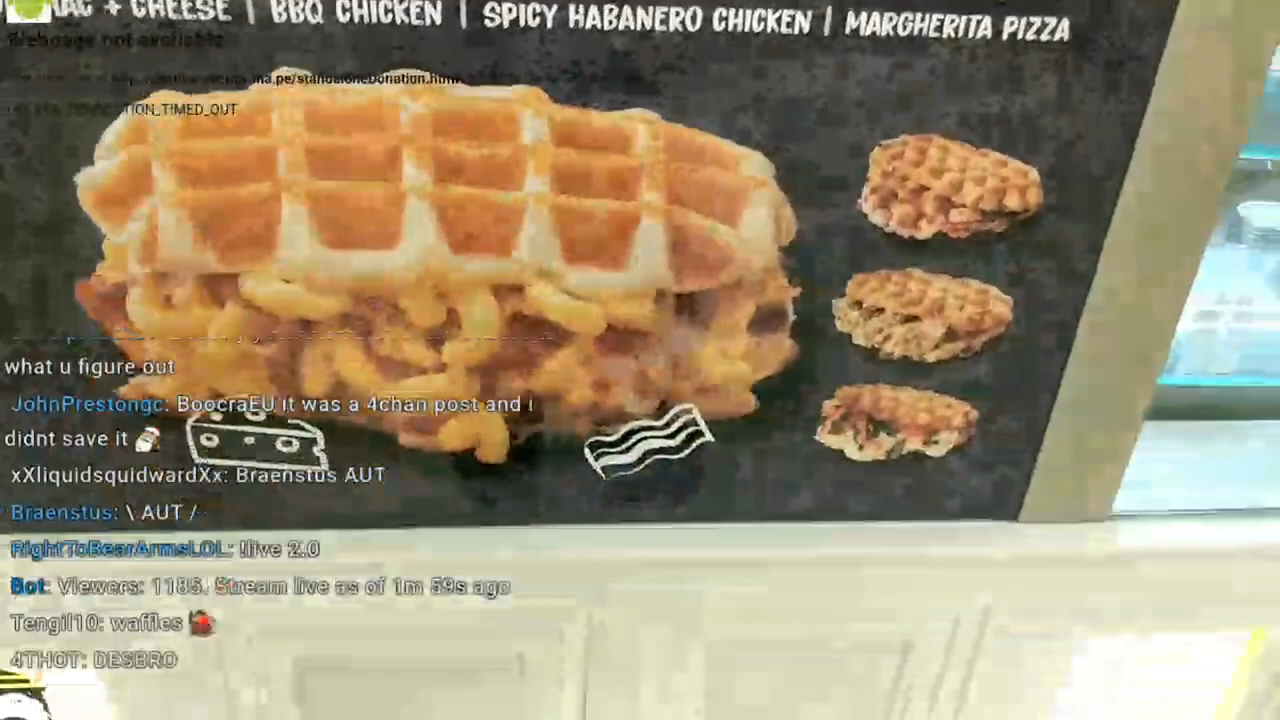 + CHEESE | BBQ CHICKEN | SPICY HABANERO CHICKEN | MARGHERITA PIZZA
Webpage not available
TION_TIMED_OUT
what u figure out
JohnPrestongc: BoocraEU it was a 4chan post and i
didnt save it
xXliquidsquidwardXx: Braenstus AUT
Braenstus: \ AUT /
RightToBearArmsLOL: !live 2.0
Bot: Viewers: 1185. Stream live as of 1m 59s ago
Tengil10: waffles
4THOT: DESBRO